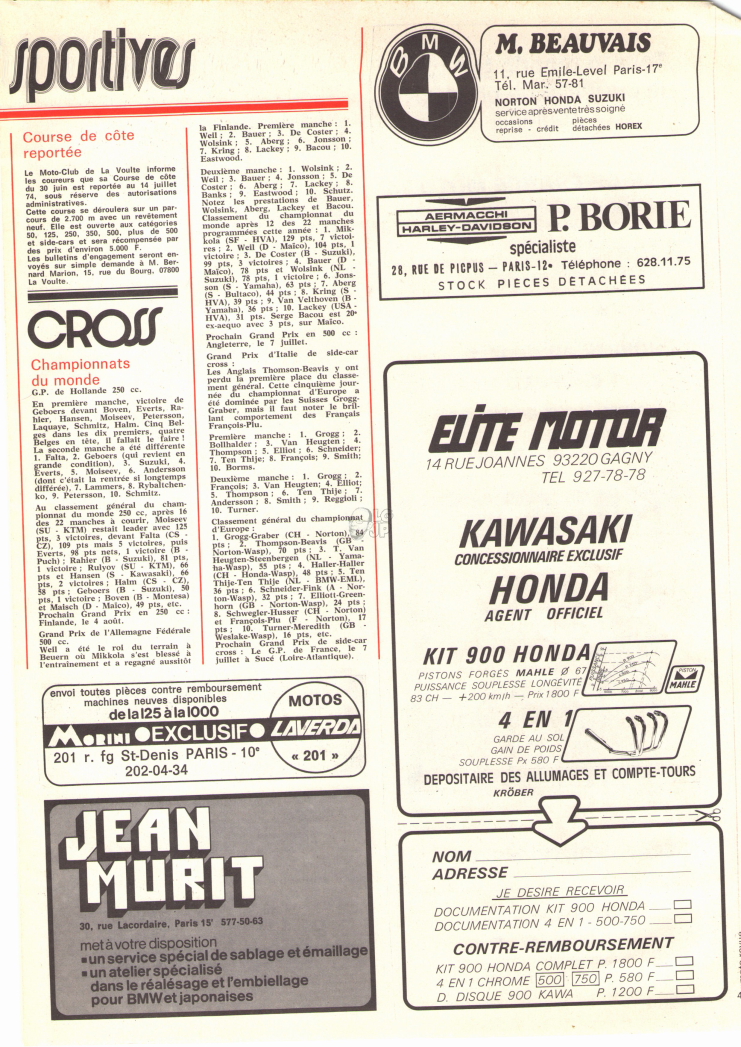 sportives
Course de côte
reportée
Le Moto-Club de La Voulte informe
les coureurs que sa Course de côte
du 30 juin est reportée au 14 juillet
74, sous réserve des autorisations
administratives.
Cette course se déroulera sur un par-
cours de 2.700 m avec un revêtement
neuf. Elle est ouverte aux catégories
50, 125, 250, 350, 500, plus de 500
et side-cars et sera récompensée par
des prix d'environ 5.000 F.
Les bulletins d'engagement seront en-
voyés sur simple demande à M. Ber-
nard Marion, 15, rue du Bourg, 07800
La Voulte.
CROSS
Championnats
du monde
G.P. de Hollande 250 cc.
En première manche, victoire de
Geboers devant Boven, Everts, Ra-
hier, Hansen, Moiseev, Petersson,
Laquaye, Schmitz, Halm. Cinq Bel-
ges dans les dix premiers, quatre
Belges en tête, il fallait le faire !
La seconde manche a été différente
1. Falta, 2. Geboers (qui revient en
grande condition), 3. Suzuki, 4.
Everts, 5. Moiseev, 6. Andersson
(dont c'était la rentrée si longtemps
différée), 7. Lammers, 8. Rybaltchen-
ko, 9. Petersson, 10. Schmitz.
Au classement général du cham-
pionnat du monde 250 cc, après 16
des 22 manches à courir, Moiseev
(SU - KTM) restait leader avec 125
pts, 3 victoires, devant Falta (CS -
CZ), 109 pts mais 5 victoires, puis
Everts, 98 pts nets, 1 victoire (B -
Puch) ; Rahier (B - Suzuki), 81 pts,
1 victoire ; Rulyov (SU - KTM), 66
pts et Hansen (S - Kawasaki), 66
pts, 2 victoires ; Halm (CS - CZ),
58 pts ; Geboers (B - Suzuki), 50
pts, 1 victoire ; Boven (B - Montesa)
et Maisch (D - Maico), 49 pts, etc.
Prochain Grand Prix en 250 cc :
Finlande, le 4 août.
Grand Prix de l'Allemagne Fédérale
500 cc.
Weil a été le roi du terrain à
Beuern où Mikkola s'est blessé à
l'entrainement et a regagné aussitôt
la Finlande. Première manche : 1.
Weil ; 2. Bauer ; 3. De Coster ; 4.
Wolsink ; 5. Aberg ; 6. Jonsson ;
7. Kring ; 8. Lackey ; 9. Bacou ; 10.
Eastwood.
Deuxième manche : 1. Wolsink ; 2.
Weil ; 3. Bauer ; 4. Jonsson ; 5. De
Coster ; 6. Aberg ; 7. Lackey ; 8.
Banks ; 9. Eastwood ; 10. Schutz.
Notez les prestations de Bauer,
Wolsink, Aberg, Lackey et Bacou.
Classement du championnat du
monde après 12 des 22 manches
programmées cette année : 1. Mik-
kola (SF - HVA), 129 pts, 7 victoi-
res ; 2. Weil (D - Maico), 104 pts, 1
victoire ; 3. De Coster (B - Suzuki),
99 pts, 3 victoires ; 4. Bauer (D -
Maïco), 78 pts et Wolsink (NL -
Suzuki), 78 pts, 1 victoire ; 6. Jons-
son (S - Yamaha), 63 pts ; 7. Aberg
(S - Bultaco), 44 pts ; 8. Kring (S -
HVA), 39 pts ; 9. Van Velthoven (B -
Yamaha), 36 pts ; 10. Lackey (USA -
HVA), 31 pts. Serge Bacou est 20e
ex-aequo avec 3 pts, sur Maico.
Prochain Grand Prix en 500 cc :
Angleterre, le 7 juillet.
Grand Prix d'Italie de side-car
cross :
Les Anglais Thomson-Beavis y ont
perdu la première place du classe-
ment général. Cette cinquième jour-
née du championnat d'Europe a
été dominée par les Suisses Grogg-
Graber, mais il faut noter le bril-
lant comportement des Français
François-Plu.
Première manche : 1. Grogg ; 2.
Bollhalder ; 3. Van Heugten ; 4.
Thompson ; 5. Elliot ; 6. Schneider;
7. Ten Thije; 8. François; 9. Smith;
10. Borms.
Deuxième manche : 1. Grogg ; 2.
François; 3. Van Heugten; 4. Elliot;
5. Thompson ; 6. Ten Thije ; 7.
Andersson ; 8. Smith ; 9. Reggioli ;
10. Turner.
Classement général du championnat
d'Europe :
1. Grogg-Graber (CH - Norton), 84
pts ; 2. Thompson-Beavis (GB -
Norton-Wasp), 70 pts ; 3. T. Van
Heugten-Steenbergen (NL - Yama-
ha-Wasp), 55 pts ; 4. Haller-Haller
(CH - Honda-Wasp), 48 pts ; 5. Ten
Thije-Ten Thije (NL - BMW-EML),
36 pts ; 6. Schneider-Fink (A - Nor-
ton-Wasp), 32 pts ; 7. Elliott-Green-
horn (GB - Norton-Wasp), 24 pts ;
8. Schwegler-Husser (CH - Norton)
et François-Plu (F - Norton), 17
pts ; 10. Turner-Meredith (GB -
Weslake-Wasp), 16 pts, etc.
Prochain Grand Prix de side-car
cross : Le G.P. de France, le 7
juillet à Sucé (Loire-Atlantique).
envoi toutes pièces contre remboursement
machines neuves disponibles
de la 125 à la 1000
MORINI EXCLUSIF LAVERDA
201 r. fg St-Denis PARIS - 10e
202-04-34
MOTOS
« 201 »
JEAN
MURIT
30, rue Lacordaire, Paris 15e 577-50-63
met à votre disposition
un service spécial de sablage et émaillage
un atelier spécialisé
dans le réalésage et l'embiellage
pour BMW et japonaises
BMW
M. BEAUVAIS
11, rue Emile-Level Paris-17e
Tél. Mar. 57-81
NORTON HONDA SUZUKI
service après vente très soigné
occasions pièces
reprise - crédit détachées HOREX
AERMACCHI
HARLEY-DAVIDSON
P. BORIE
spécialiste
28, RUE DE PICPUS — PARIS-12e Téléphone : 628.11.75
STOCK PIÈCES DETACHÉES
ELITE MOTOR
14 RUE JOANNES 93220 GAGNY
TEL 927-78-78
KAWASAKI
CONCESSIONNAIRE EXCLUSIF
HONDA
AGENT OFFICIEL
KIT 900 HONDA
PISTONS FORGES MAHLE Ø 67
PUISSANCE SOUPLESSE LONGÉVITE
83 CH — +200 km/h — Prix 1800 F
PISTON
MAHLE
4 EN 1
GARDE AU SOL
GAIN DE POIDS
SOUPLESSE Px 580 F
DEPOSITAIRE DES ALLUMAGES ET COMPTE-TOURS
KRÖBER
NOM
ADRESSE
JE DESIRE RECEVOIR
DOCUMENTATION KIT 900 HONDA
DOCUMENTATION 4 EN 1 - 500-750
CONTRE-REMBOURSEMENT
KIT 900 HONDA COMPLET P. 1800 F
4 EN 1 CHROME 500 750 P. 580 F
D. DISQUE 900 KAWA P. 1200 F
moto revue